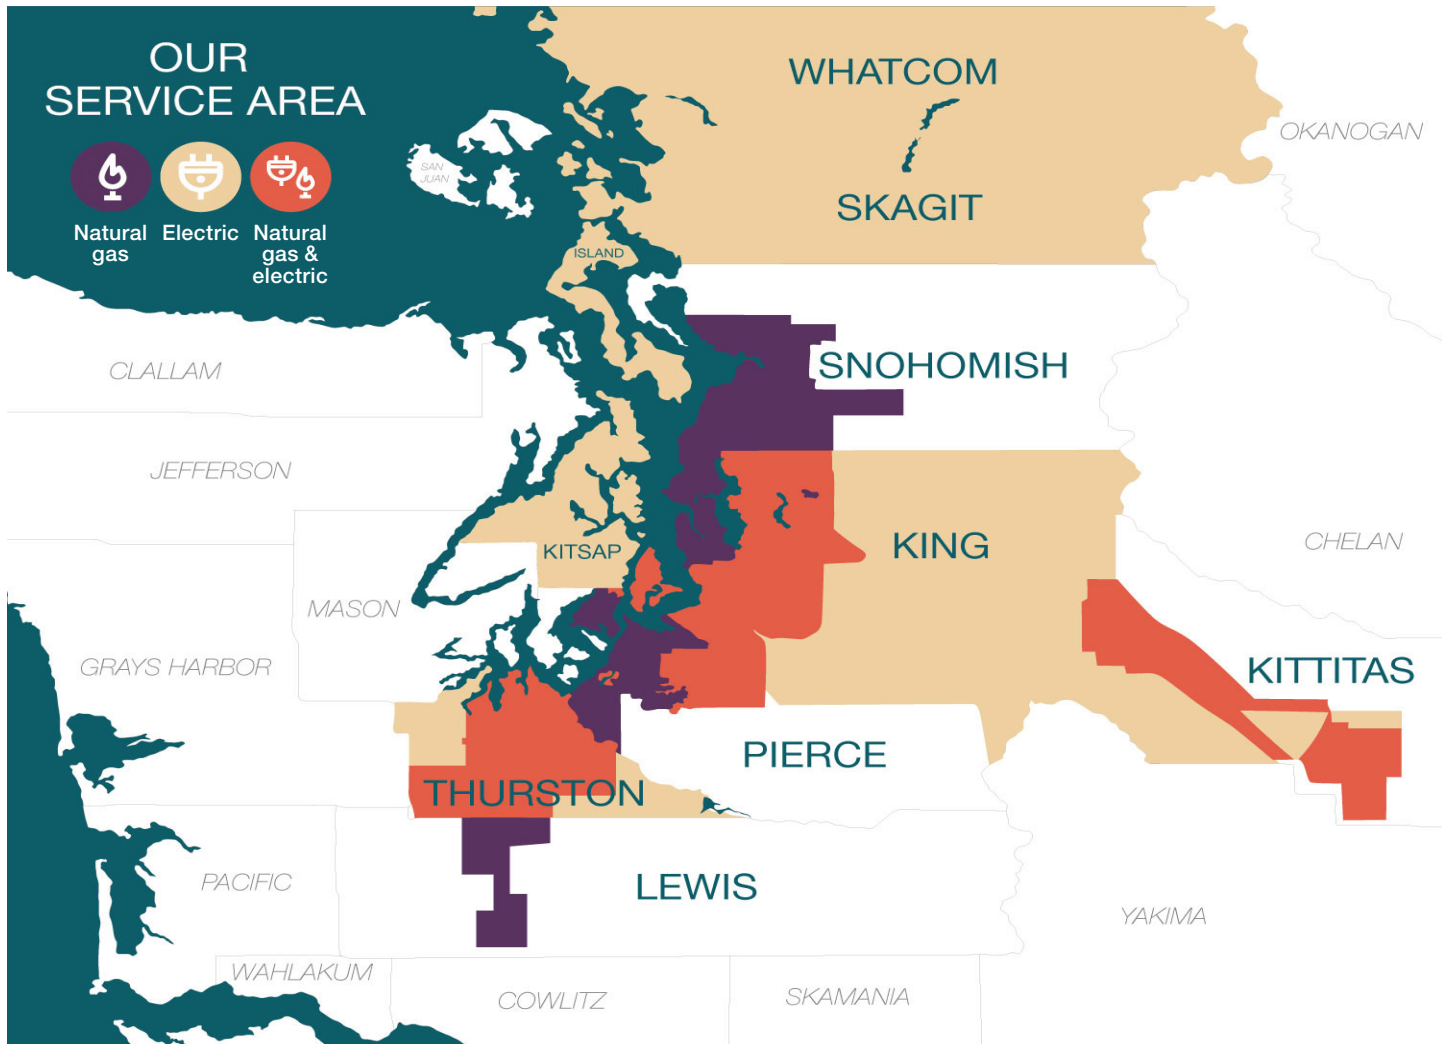 OUR
SERVICE AREA
Natural
gas
Electric
Natural
gas &
electric
WHATCOM
OKANOGAN
SAN
JUAN
SKAGIT
ISLAND
SNOHOMISH
CLALLAM
JEFFERSON
KING
CHELAN
KITSAP
MASON
GRAYS HARBOR
KITTITAS
PIERCE
THURSTON
PACIFIC
LEWIS
YAKIMA
WAHLAKUM
COWLITZ
SKAMANIA